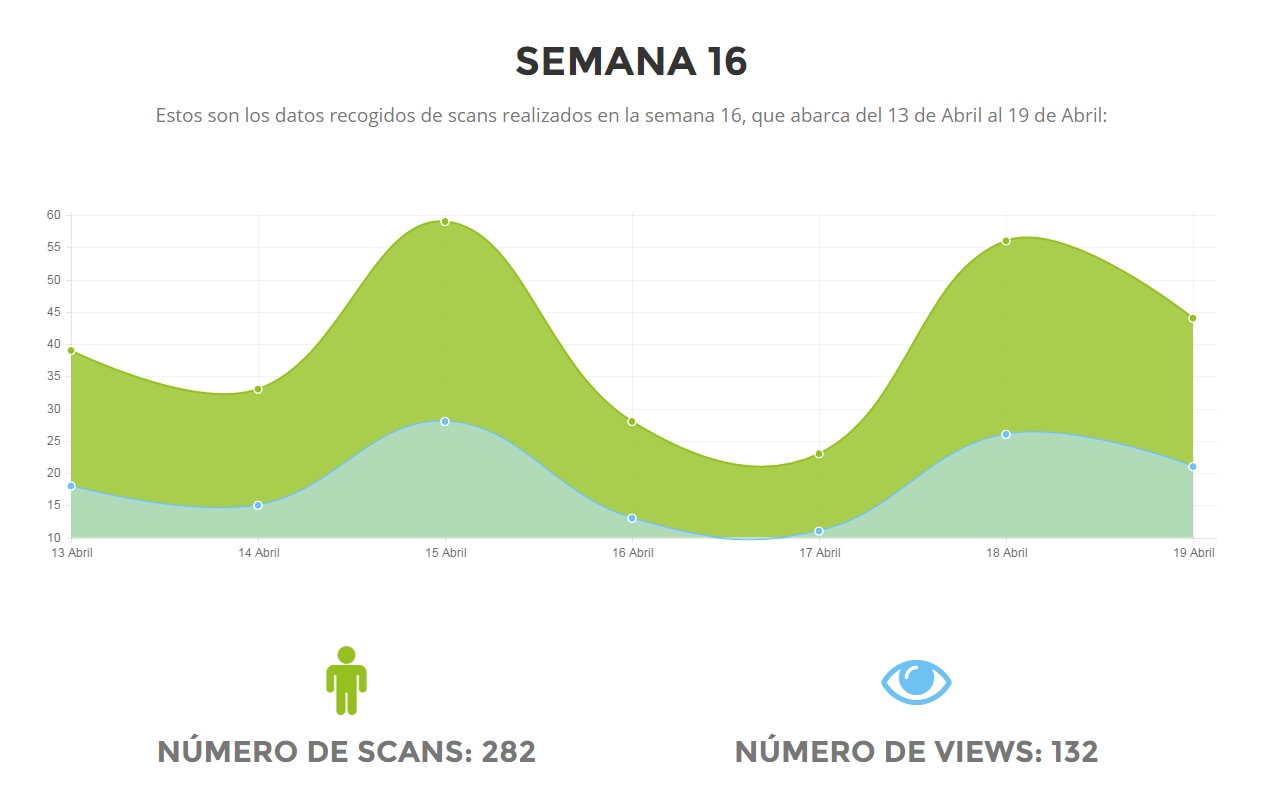 SEMANA 16
Estos son los datos recogidos de scans realizados en la semana 16, que abarca del 13 de Abril al 19 de Abril:
60
55
50
45
40
35
30
25
20
15
10
13 Abril 14 Abril 15 Abril 16 Abril 17 Abril 18 Abril 19 Abril
NÚMERO DE SCANS: 282 NÚMERO DE VIEWS: 132